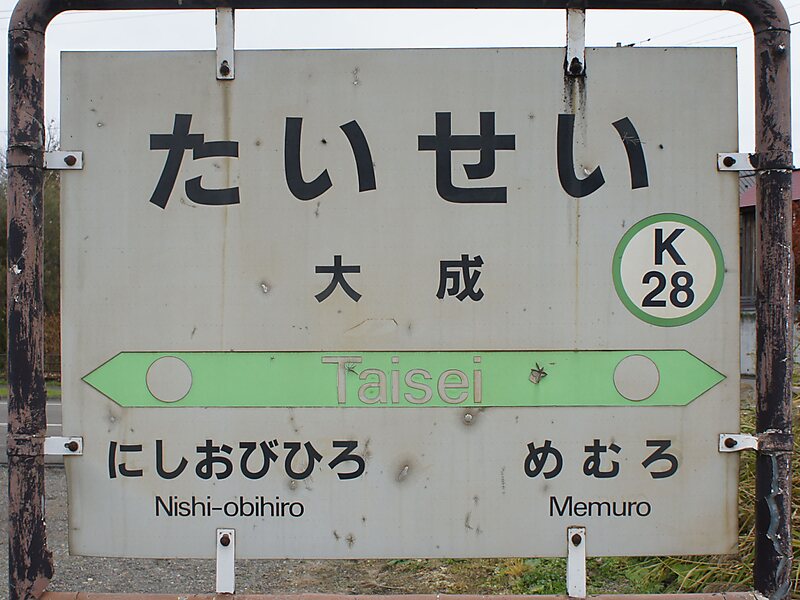 たいせい
大成
K
28
Taisei
にしおびひろ めむろ
Nishi-obihiro Memuro